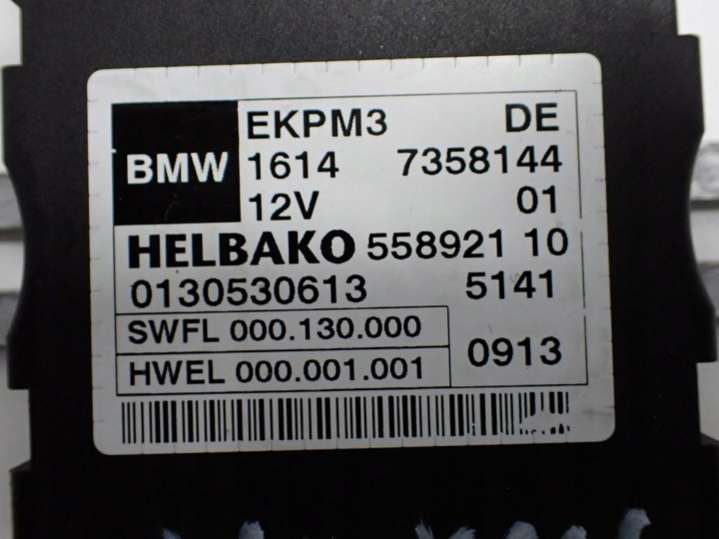 EKPM3 DE
BMW 1614 7358144
12V 01
HELBAKO 558921 10
0130530613 5141
SWFL 000.130.000
HWEL 000.001.001 0913